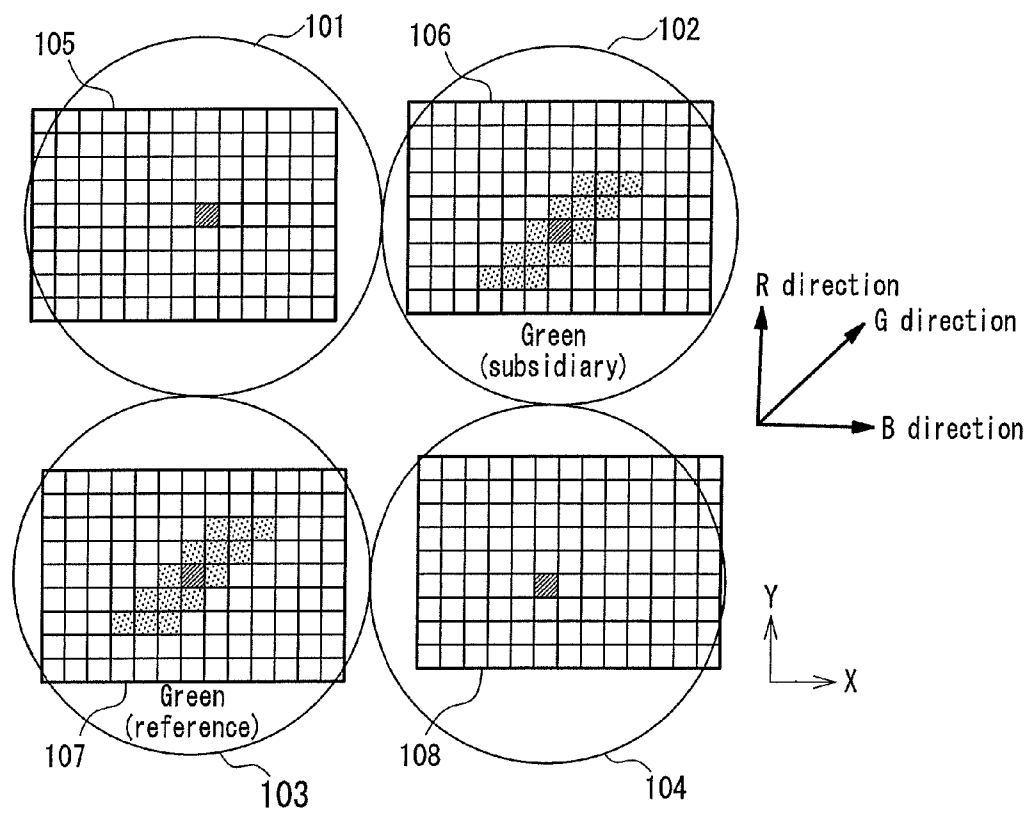 101
105
106
102
R direction
G direction
Green
(subsidiary)
B direction
Y
X
Green
(reference)
107
103
108
104